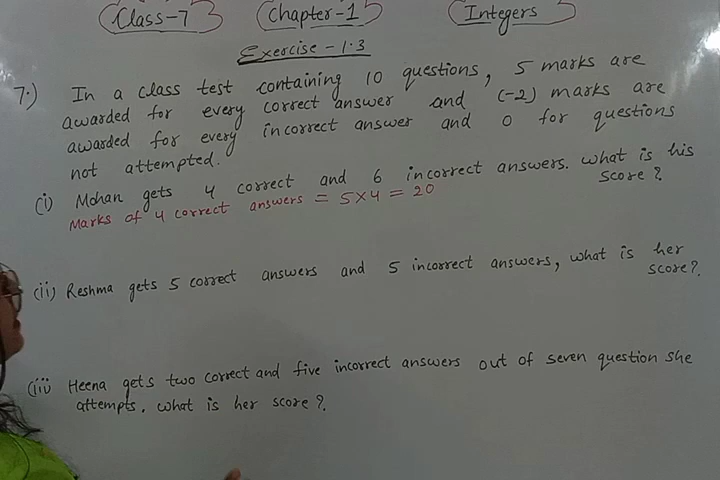 Class-7 Chapter-1 Integers
Exercise - 1.3
7.) In a class test containing 10 questions, 5 marks are
awarded for every correct answer and (-2) marks are
awarded for every incorrect answer and 0 for questions
not attempted.
(i) Mohan gets 4 correct and 6 incorrect answers. what is his
score?
Marks of 4 correct answers = 5×4 = 20
(ii) Reshma gets 5 correct answers and 5 incorrect answers, what is her
score?.
(iii) Heena gets two correct and five incorrect answers out of seven question she
attempts. what is her score?.